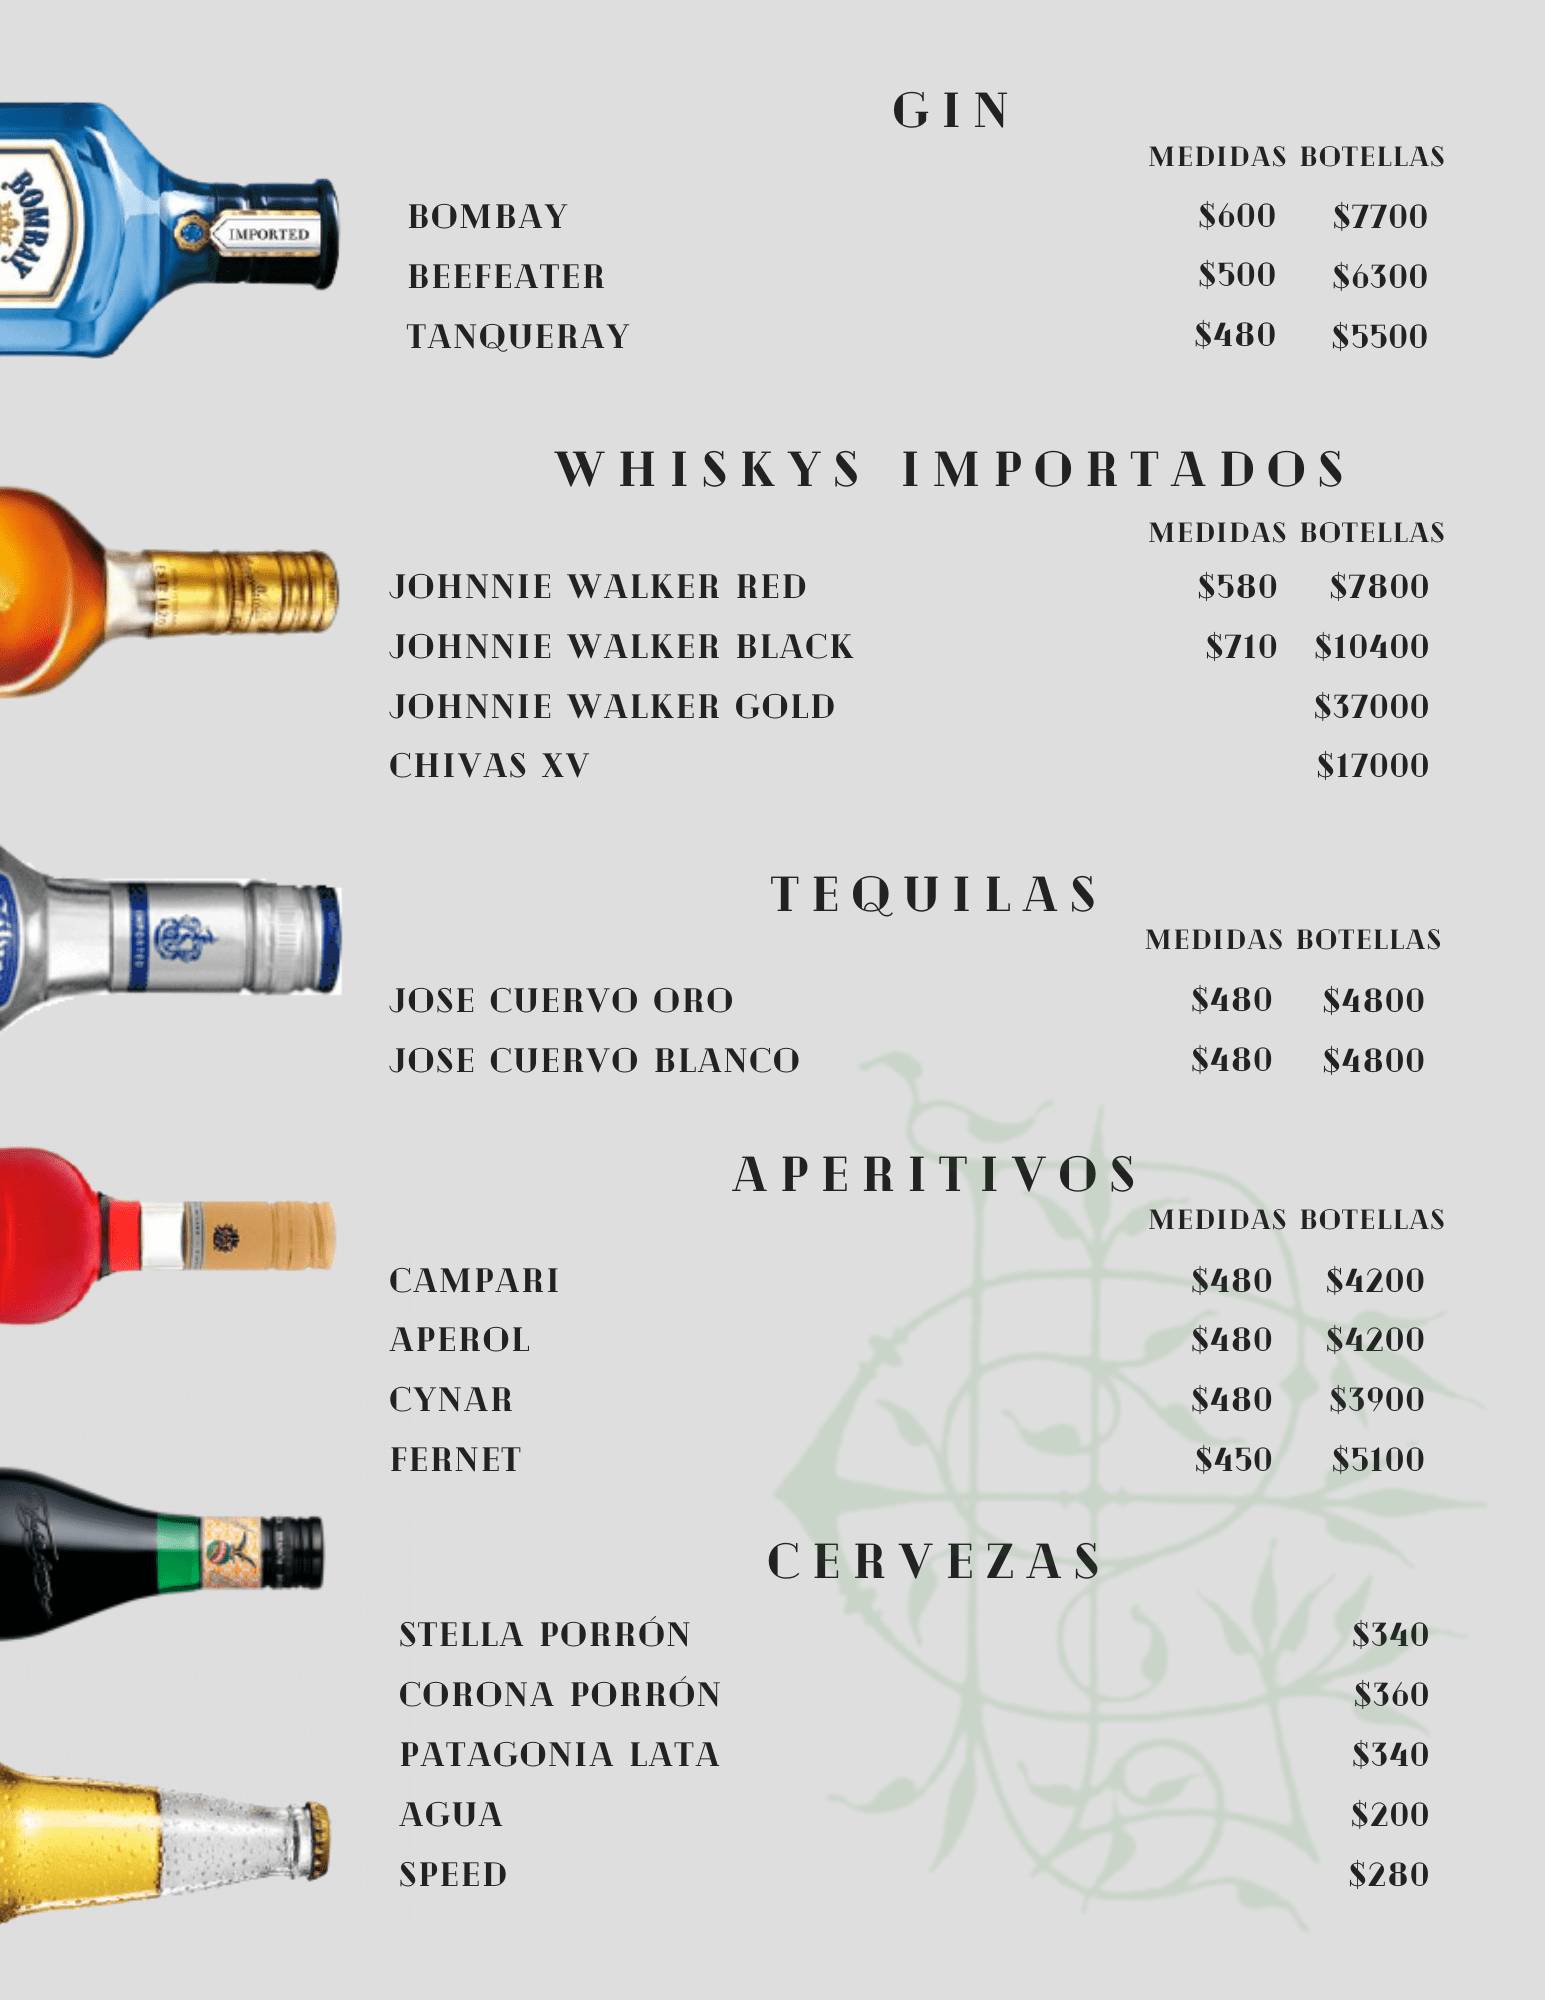 GIN
MEDIDAS BOTELLAS
BOMBAY $600 $7700
BEEFEATER $500 $6300
TANQUERAY $480 $5500
WHISKYS IMPORTADOS
MEDIDAS BOTELLAS
JOHNNIE WALKER RED $580 $7800
JOHNNIE WALKER BLACK $710 $10400
JOHNNIE WALKER GOLD $37000
CHIVAS XV $17000
TEQUILAS
MEDIDAS BOTELLAS
JOSE CUERVO ORO $480 $4800
JOSE CUERVO BLANCO $480 $4800
APERITIVOS
MEDIDAS BOTELLAS
CAMPARI $480 $4200
APEROL $480 $4200
CYNAR $480 $3900
FERNET $450 $5100
CERVEZAS
STELLA PORRÓN $340
CORONA PORRÓN $360
PATAGONIA LATA $340
AGUA $200
SPEED $280
BOMBAY
IMPORTED